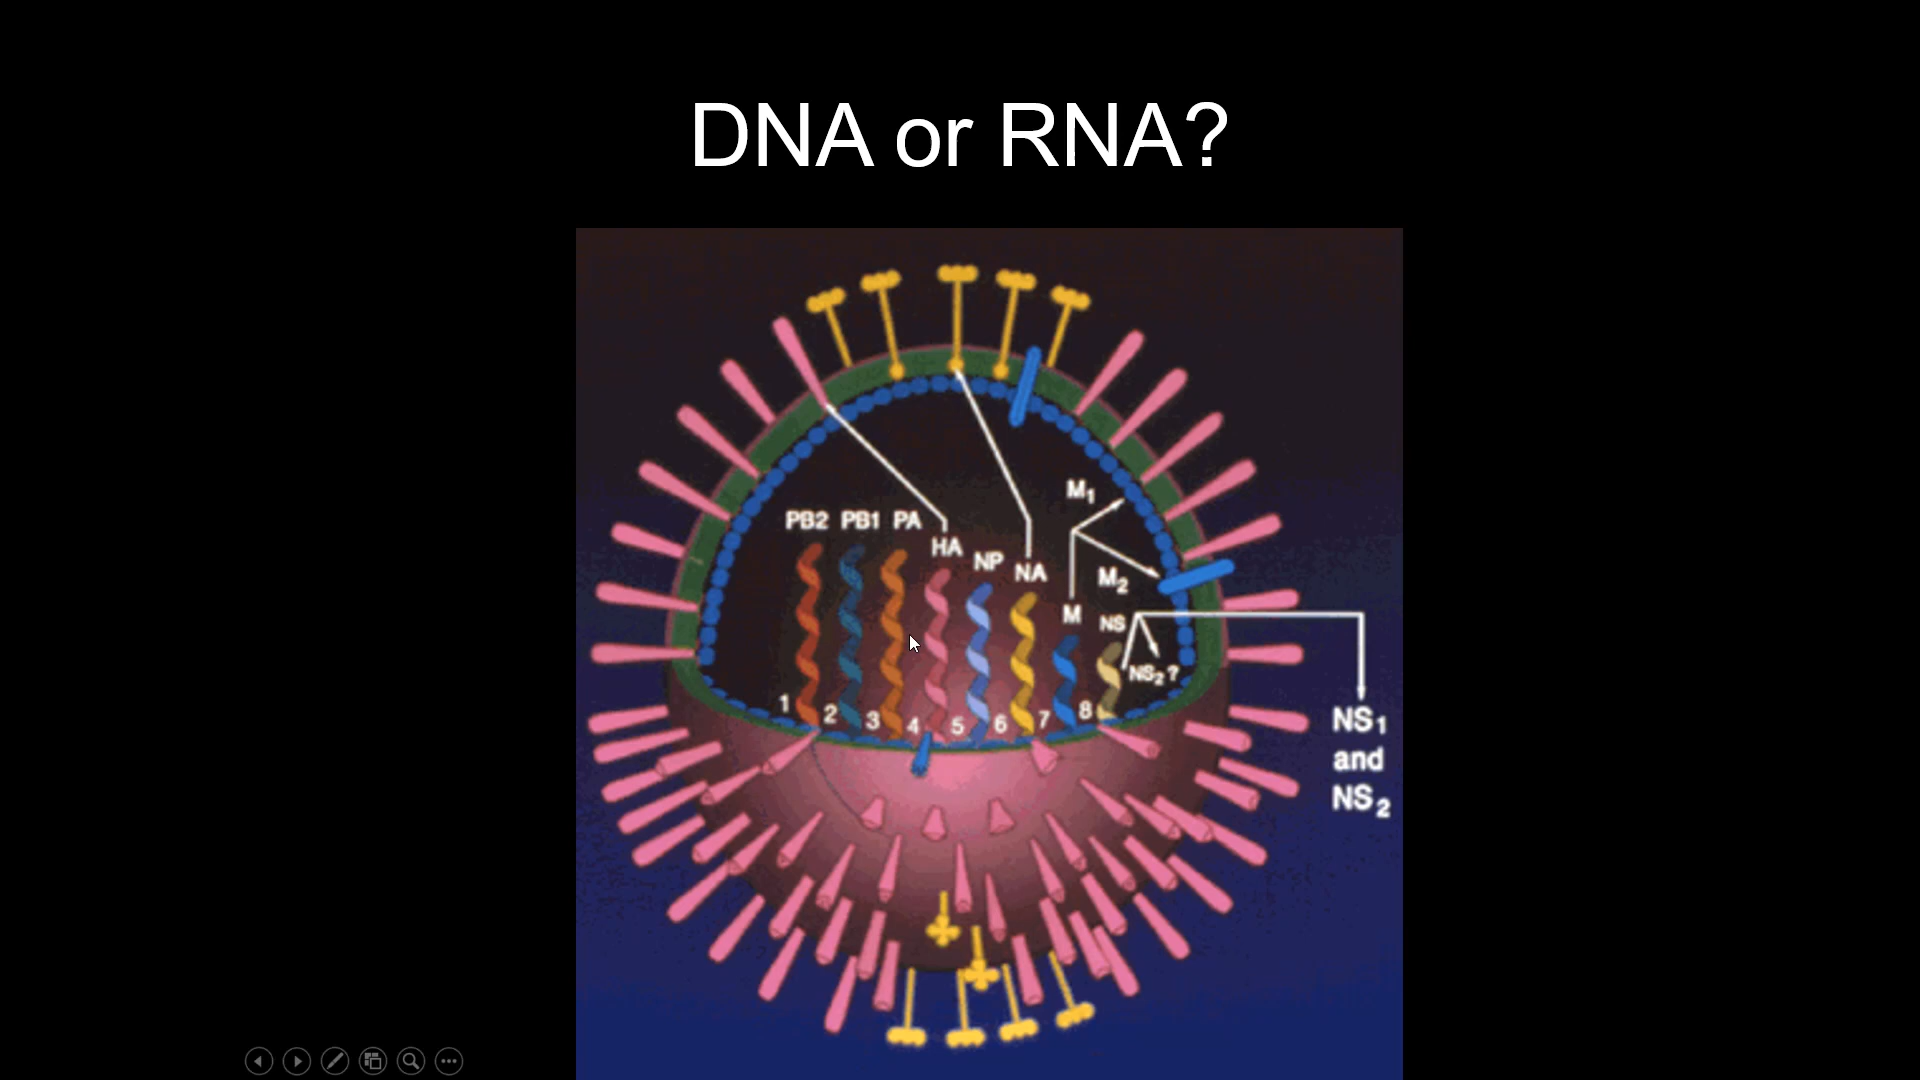 DNA or RNA?
M1
PB2 PB1 PA
HA
NP
NA
M2
M
NS
NS2?
1 2 3 4 5 6 7 8
NS1
and
NS2